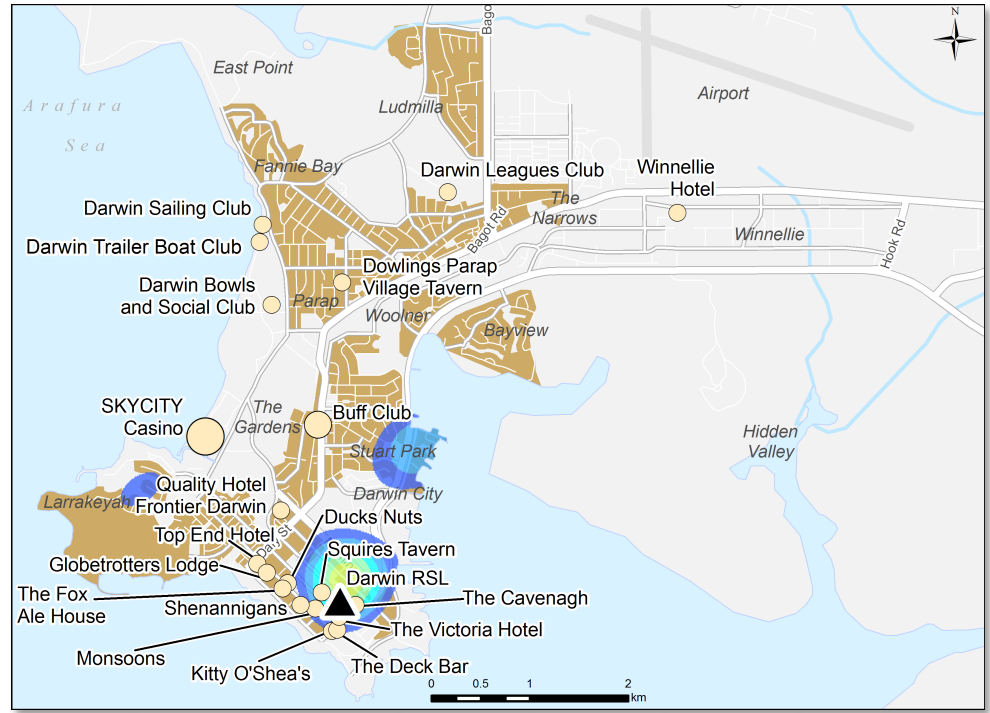 N
Bago
East Point
Airport
Arafura
Sea
Ludmilla
Fannie Bay
Darwin Leagues Club
Winnellie
Hotel
The
Narrows
Darwin Sailing Club
Bagot Rd
Winnellie
Hook Rd
Darwin Trailer Boat Club
Dowlings Parap
Village Tavern
Darwin Bowls
and Social Club
Parap
Woolner
Bayview
SKYCITY
Casino
The
Gardens
Buff Club
Stuart Park
Hidden
Valley
Larrakeyah
Quality Hotel
Frontier Darwin
Darwin City
Ducks Nuts
Top End Hotel
Daly St
Squires Tavern
Globetrotters Lodge
Darwin RSL
The Fox
Ale House
Shenannigans
The Cavenagh
The Victoria Hotel
Monsoons
Kitty O'Shea's
The Deck Bar
0 0.5 1 2
km